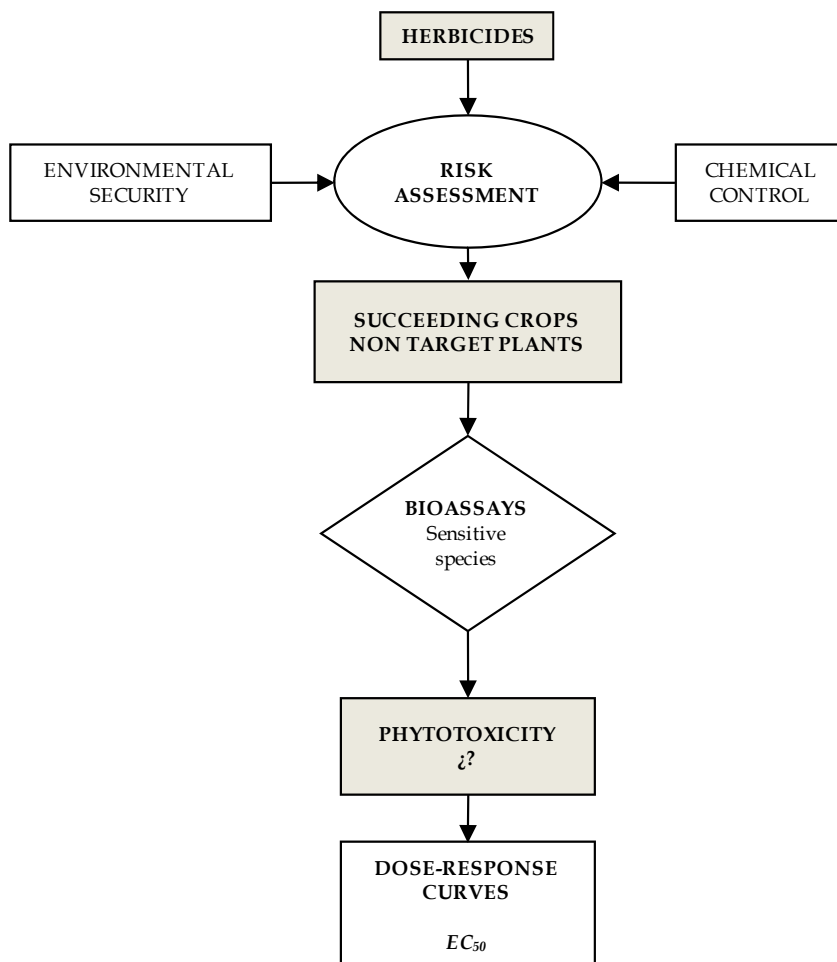 HERBICIDES
ENVIRONMENTAL
SECURITY
RISK
ASSESSMENT
CHEMICAL
CONTROL
SUCCEEDING CROPS
NON TARGET PLANTS
BIOASSAYS
Sensitive
species
PHYTOTOXICITY
¿?
DOSE-RESPONSE
CURVES
EC50